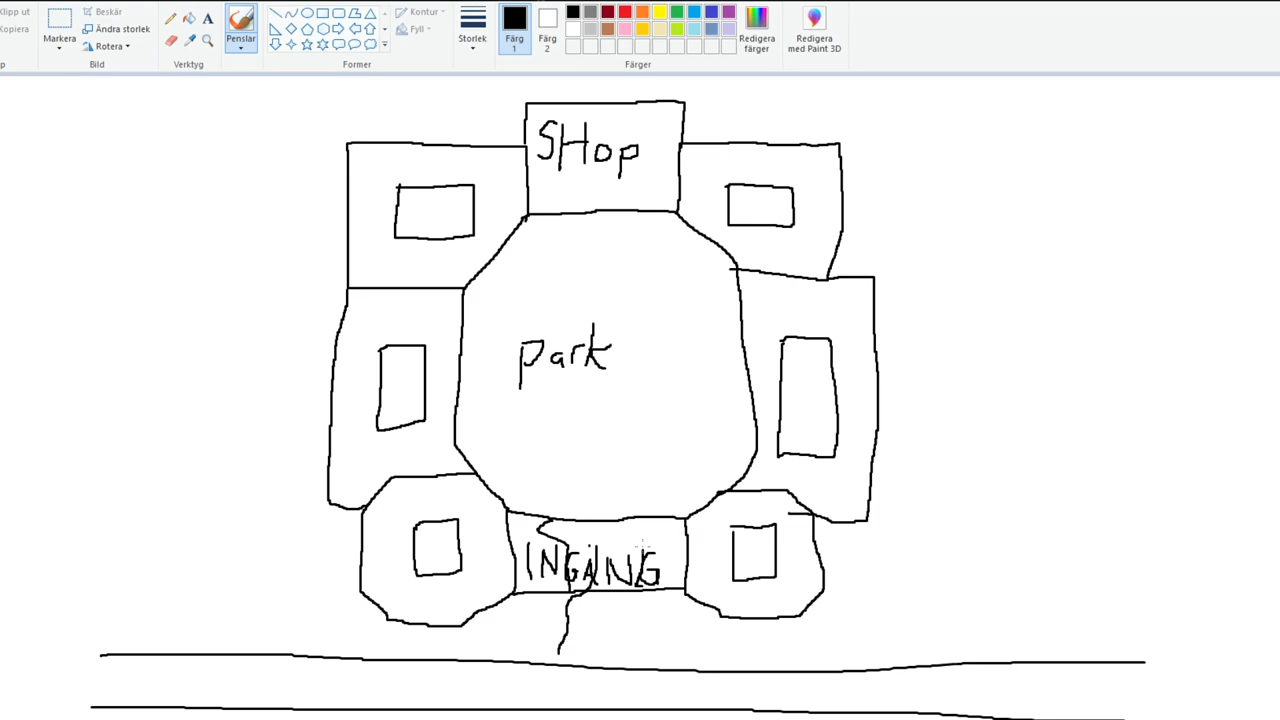 Klipp ut
Kopiera
p
Markera
Beskär
Ändra storlek
Rotera
Bild
Verktyg
Penslar
Former
Kontur
Fyll
Storlek
Färg
1
Färg
2
Färger
Redigera
färger
Redigera
med Paint 3D
SHop
park
INGÅNG